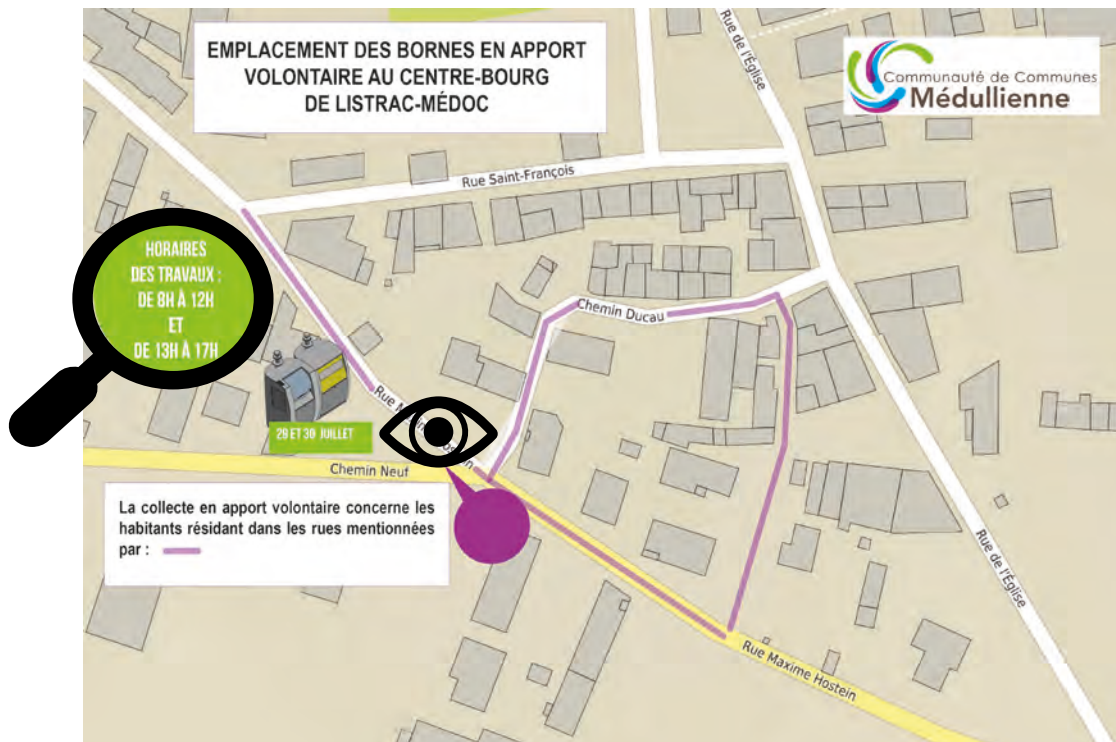 EMPLACEMENT DES BORNES EN APPORT
VOLONTAIRE AU CENTRE-BOURG
DE LISTRAC-MÉDOC
Communauté de Communes
Médullienne
Rue de l'Église
Rue Saint-François
HORAIRES
DES TRAVAUX :
DE 8H À 12H
ET
DE 13H À 17H
Chemin Ducau
Rue
29 ET 30 JUILLET
Chemin Neuf
La collecte en apport volontaire concerne les
habitants résidant dans les rues mentionnées
par :
Rue de l'Église
Rue Maxime Hostein